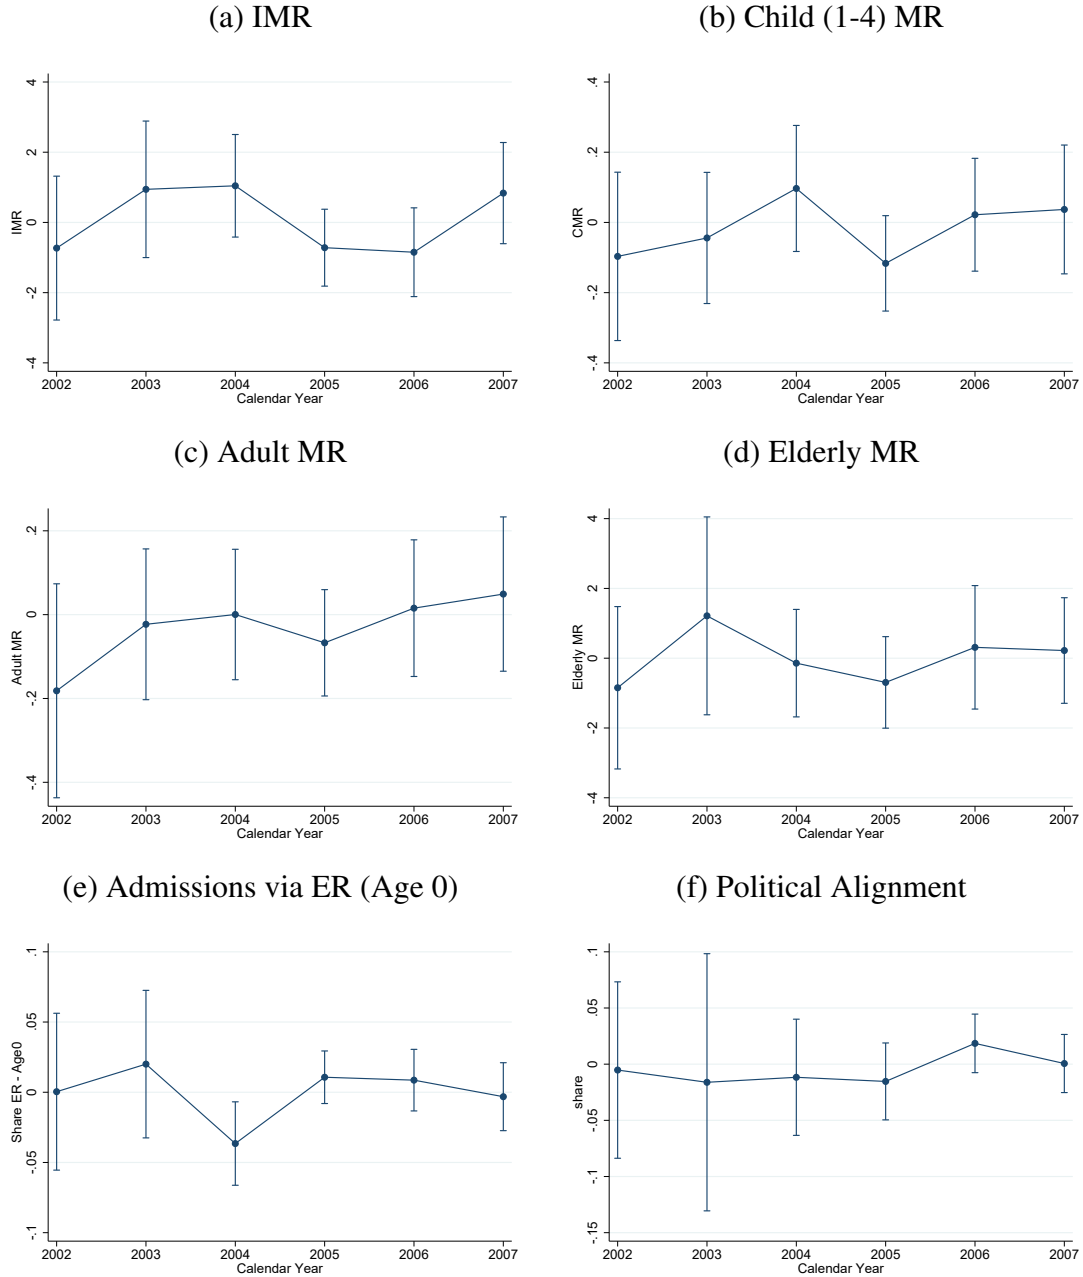 (a) IMR
4
2
0
-2
-4
IMR
2002 2003 2004 2005 2006 2007
Calendar Year
(b) Child (1-4) MR
.4
.2
0
-.2
-.4
CMR
2002 2003 2004 2005 2006 2007
Calendar Year
(c) Adult MR
.2
0
-.2
-.4
Adult MR
2002 2003 2004 2005 2006 2007
Calendar Year
(d) Elderly MR
4
2
0
-2
-4
Elderly MR
2002 2003 2004 2005 2006 2007
Calendar Year
(e) Admissions via ER (Age 0)
.1
.05
0
-.05
-.1
Share ER - Age0
2002 2003 2004 2005 2006 2007
Calendar Year
(f) Political Alignment
.1
.05
0
-.05
-.1
-.15
share
2002 2003 2004 2005 2006 2007
Calendar Year